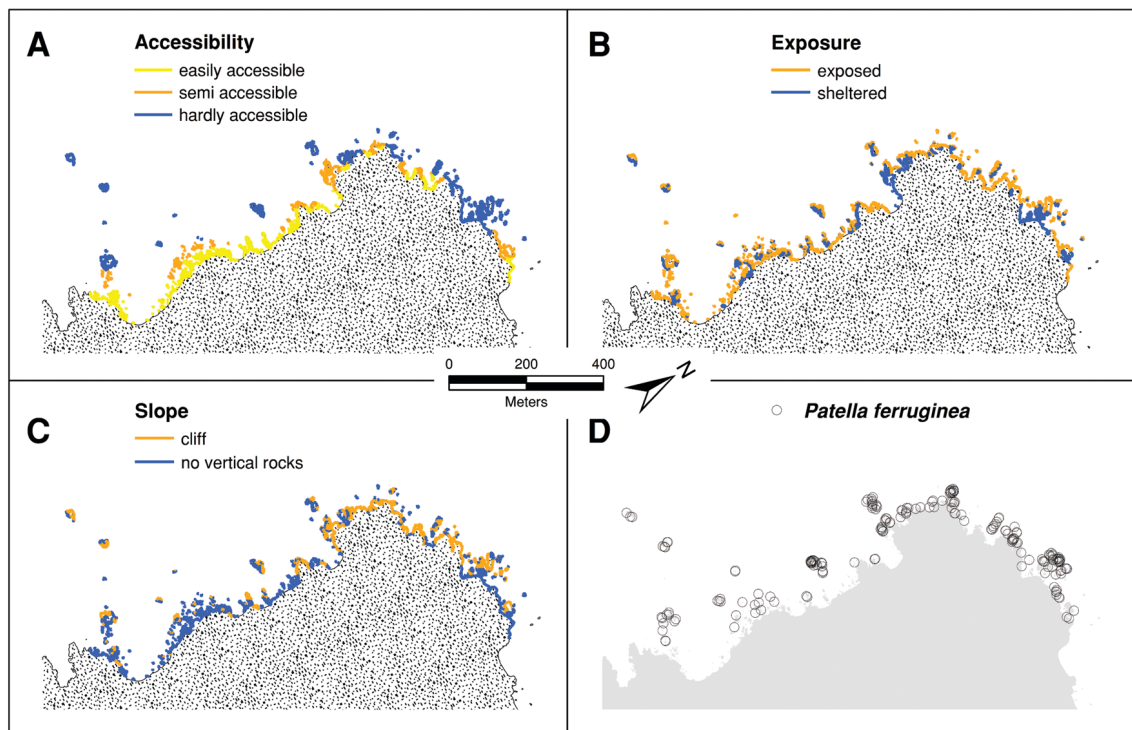 A
Accessibility
easily accessible
semi accessible
hardly accessible
B
Exposure
exposed
sheltered
0 200 400
Meters
N
C
Slope
cliff
no vertical rocks
D
Patella ferruginea